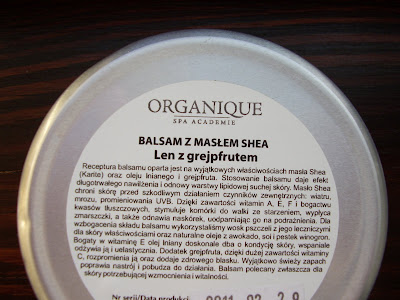 ORGANIQUE
SPA ACADEMIE
BALSAM Z MASŁEM SHEA
Len z grejpfrutem
Receptura balsamu oparta jest na wyjątkowych właściwościach masła Shea
(Karite) oraz oleju lnianego i grejpfruta. Stosowanie balsamu daje efekt
długotrwałego nawilżenia i odnowy warstwy lipidowej suchej skóry. Masło Shea
chroni skórę przed szkodliwym działaniem czynników zewnętrznych: wiatru,
mrozu, promieniowania UVB. Dzięki zawartości witamin A, E, F i bogactwu
kwasów tłuszczowych, stymuluje komórki do walki ze starzeniem, wypłyca
zmarszczki, a także zdrawia naskórek, uodparniając go na podrażnienia. Dla
wzbogacenia składu balsamu wykorzystaliśmy wosk pszczeli z jego leczniczymi
dla skóry właściwościami oraz naturalne oleje z awokado, soi i pestek winogron.
Bogaty w witaminę E olej lniany doskonale dba o kondycję skóry, wspaniale
odżywia ją i uelastycznia. Dodatek grejpfruta, dzięki dużej zawartości witaminy
C, rozpromienia ją oraz dodaje zdrowego blasku. Wyjątkowo świeży zapach
poprawia nastrój i pobudza do działania. Balsam polecany zwłaszcza dla
skóry potrzebującej wzmocnienia i witalności.
Nr serii/Data produkcji